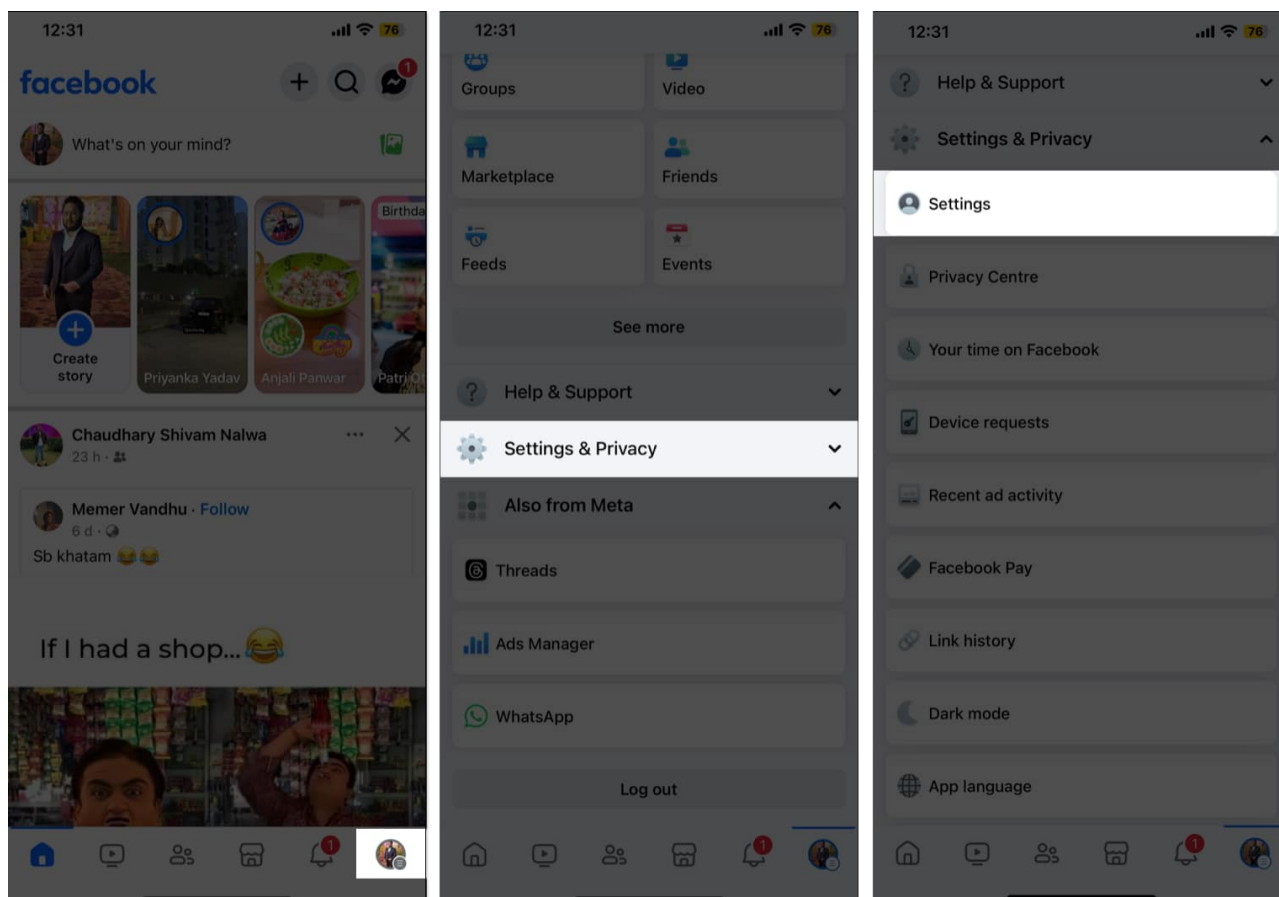 12:31
76
facebook
1
What's on your mind?
Birthda
Create
story
Priyanka Yadav
Anjali Panwar
Chaudhary Shivam Nalwa
23 h ·
Memer Vandhu · Follow
6 d ·
Sb khatam 😂😂
If I had a shop...😂
1
12:31
76
Groups
Video
Marketplace
Friends
Feeds
Events
See more
Help & Support
Settings & Privacy
Also from Meta
Threads
Ads Manager
WhatsApp
Log out
1
12:31
76
Help & Support
Settings & Privacy
Settings
Privacy Centre
Your time on Facebook
Device requests
Recent ad activity
Facebook Pay
Link history
Dark mode
App language
1